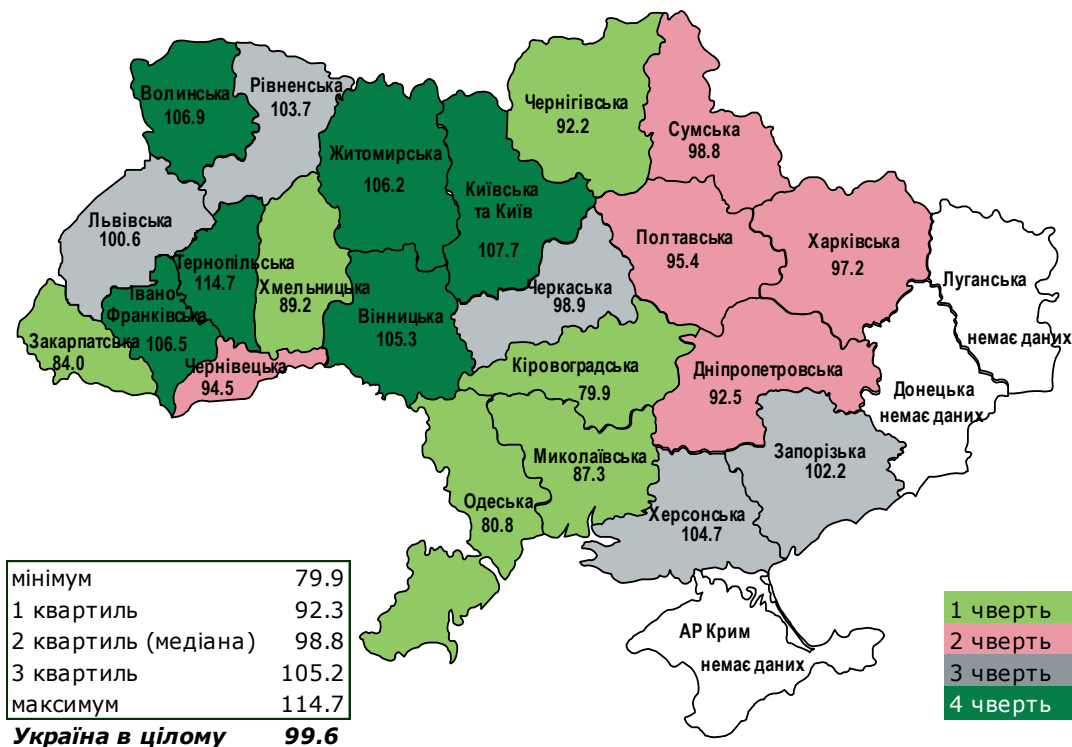 Волинська
106.9
Рівненська
103.7
Житомирська
106.2
Київська
та Київ
107.7
Чернігівська
92.2
Сумська
98.8
Львівська
100.6
Тернопільська
114.7
Хмельницька
89.2
Вінницька
105.3
Черкаська
98.9
Полтавська
95.4
Харківська
97.2
Луганська
немає даних
Івано-
Франківська
106.5
Закарпатська
84.0
Чернівецька
94.5
Кіровоградська
79.9
Дніпропетровська
92.5
Донецька
немає даних
Миколаївська
87.3
Одеська
80.8
Запорізька
102.2
Херсонська
104.7
АР Крим
немає даних
мінімум 79.9
1 квартиль 92.3
2 квартиль (медіана) 98.8
3 квартиль 105.2
максимум 114.7
Україна в цілому 99.6
1 чверть
2 чверть
3 чверть
4 чверть